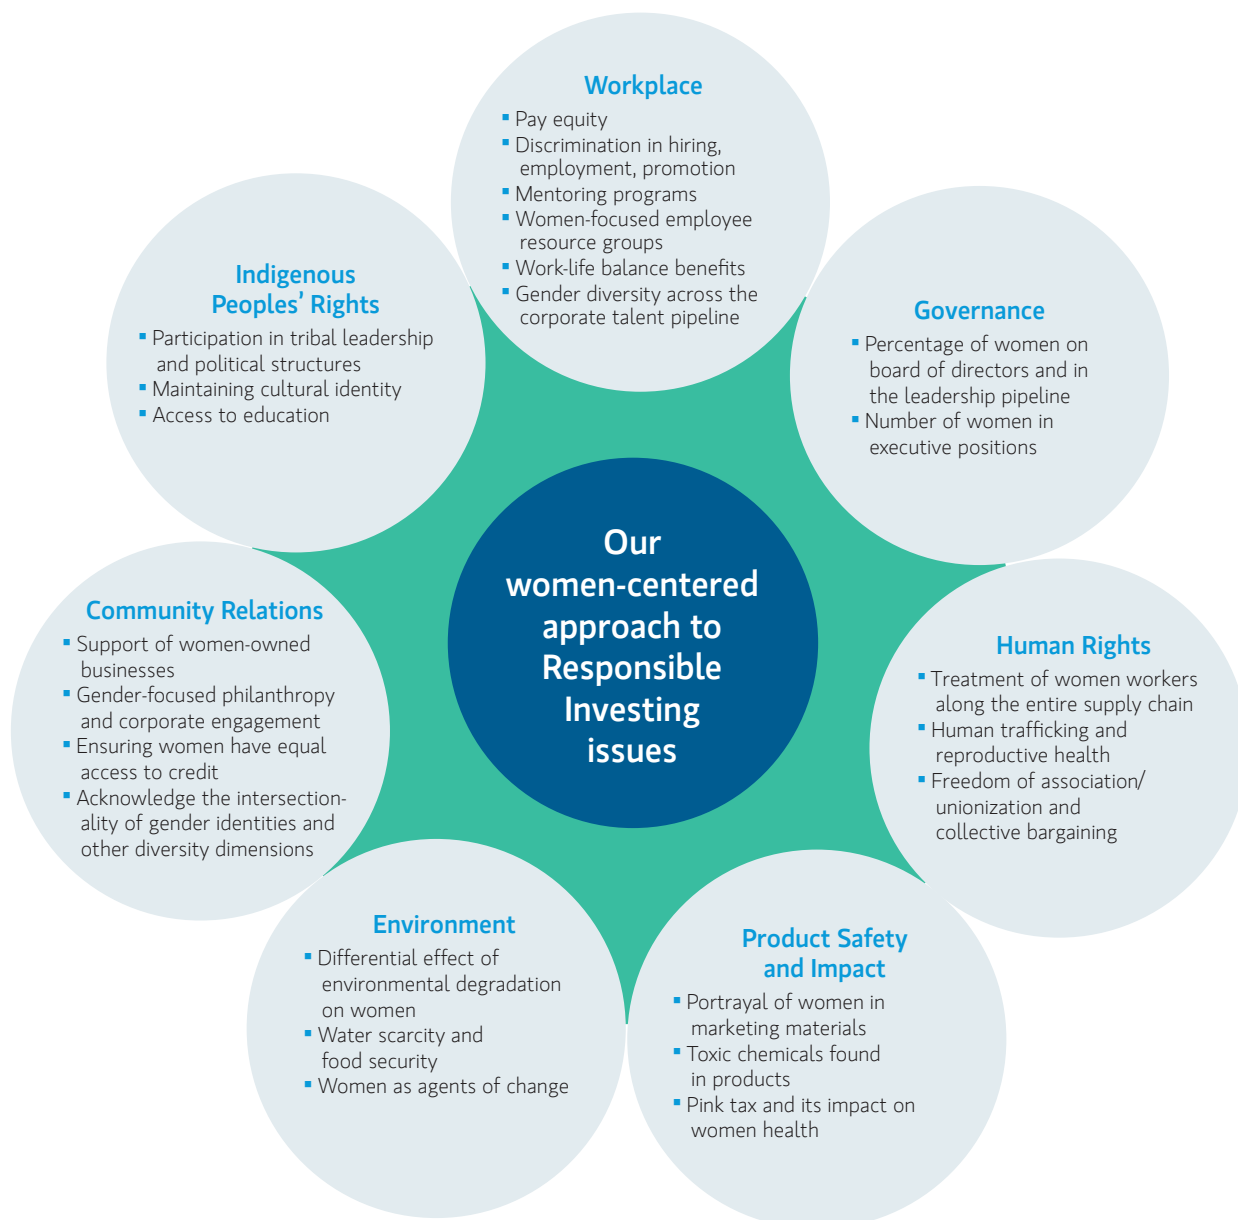 Workplace
▪ Pay equity
▪ Discrimination in hiring,
employment, promotion
▪ Mentoring programs
▪ Women-focused employee
resource groups
▪ Work-life balance benefits
▪ Gender diversity across the
corporate talent pipeline
Governance
▪ Percentage of women on
board of directors and in
the leadership pipeline
▪ Number of women in
executive positions
Human Rights
▪ Treatment of women workers
along the entire supply chain
▪ Human trafficking and
reproductive health
▪ Freedom of association/
unionization and
collective bargaining
Product Safety
and Impact
▪ Portrayal of women in
marketing materials
▪ Toxic chemicals found
in products
▪ Pink tax and its impact on
women health
Environment
▪ Differential effect of
environmental degradation
on women
▪ Water scarcity and
food security
▪ Women as agents of change
Community Relations
▪ Support of women-owned
businesses
▪ Gender-focused philanthropy
and corporate engagement
▪ Ensuring women have equal
access to credit
▪ Acknowledge the intersection-
ality of gender identities and
other diversity dimensions
Indigenous
Peoples’ Rights
▪ Participation in tribal leadership
and political structures
▪ Maintaining cultural identity
▪ Access to education
Our
women-centered
approach to
Responsible
Investing
issues